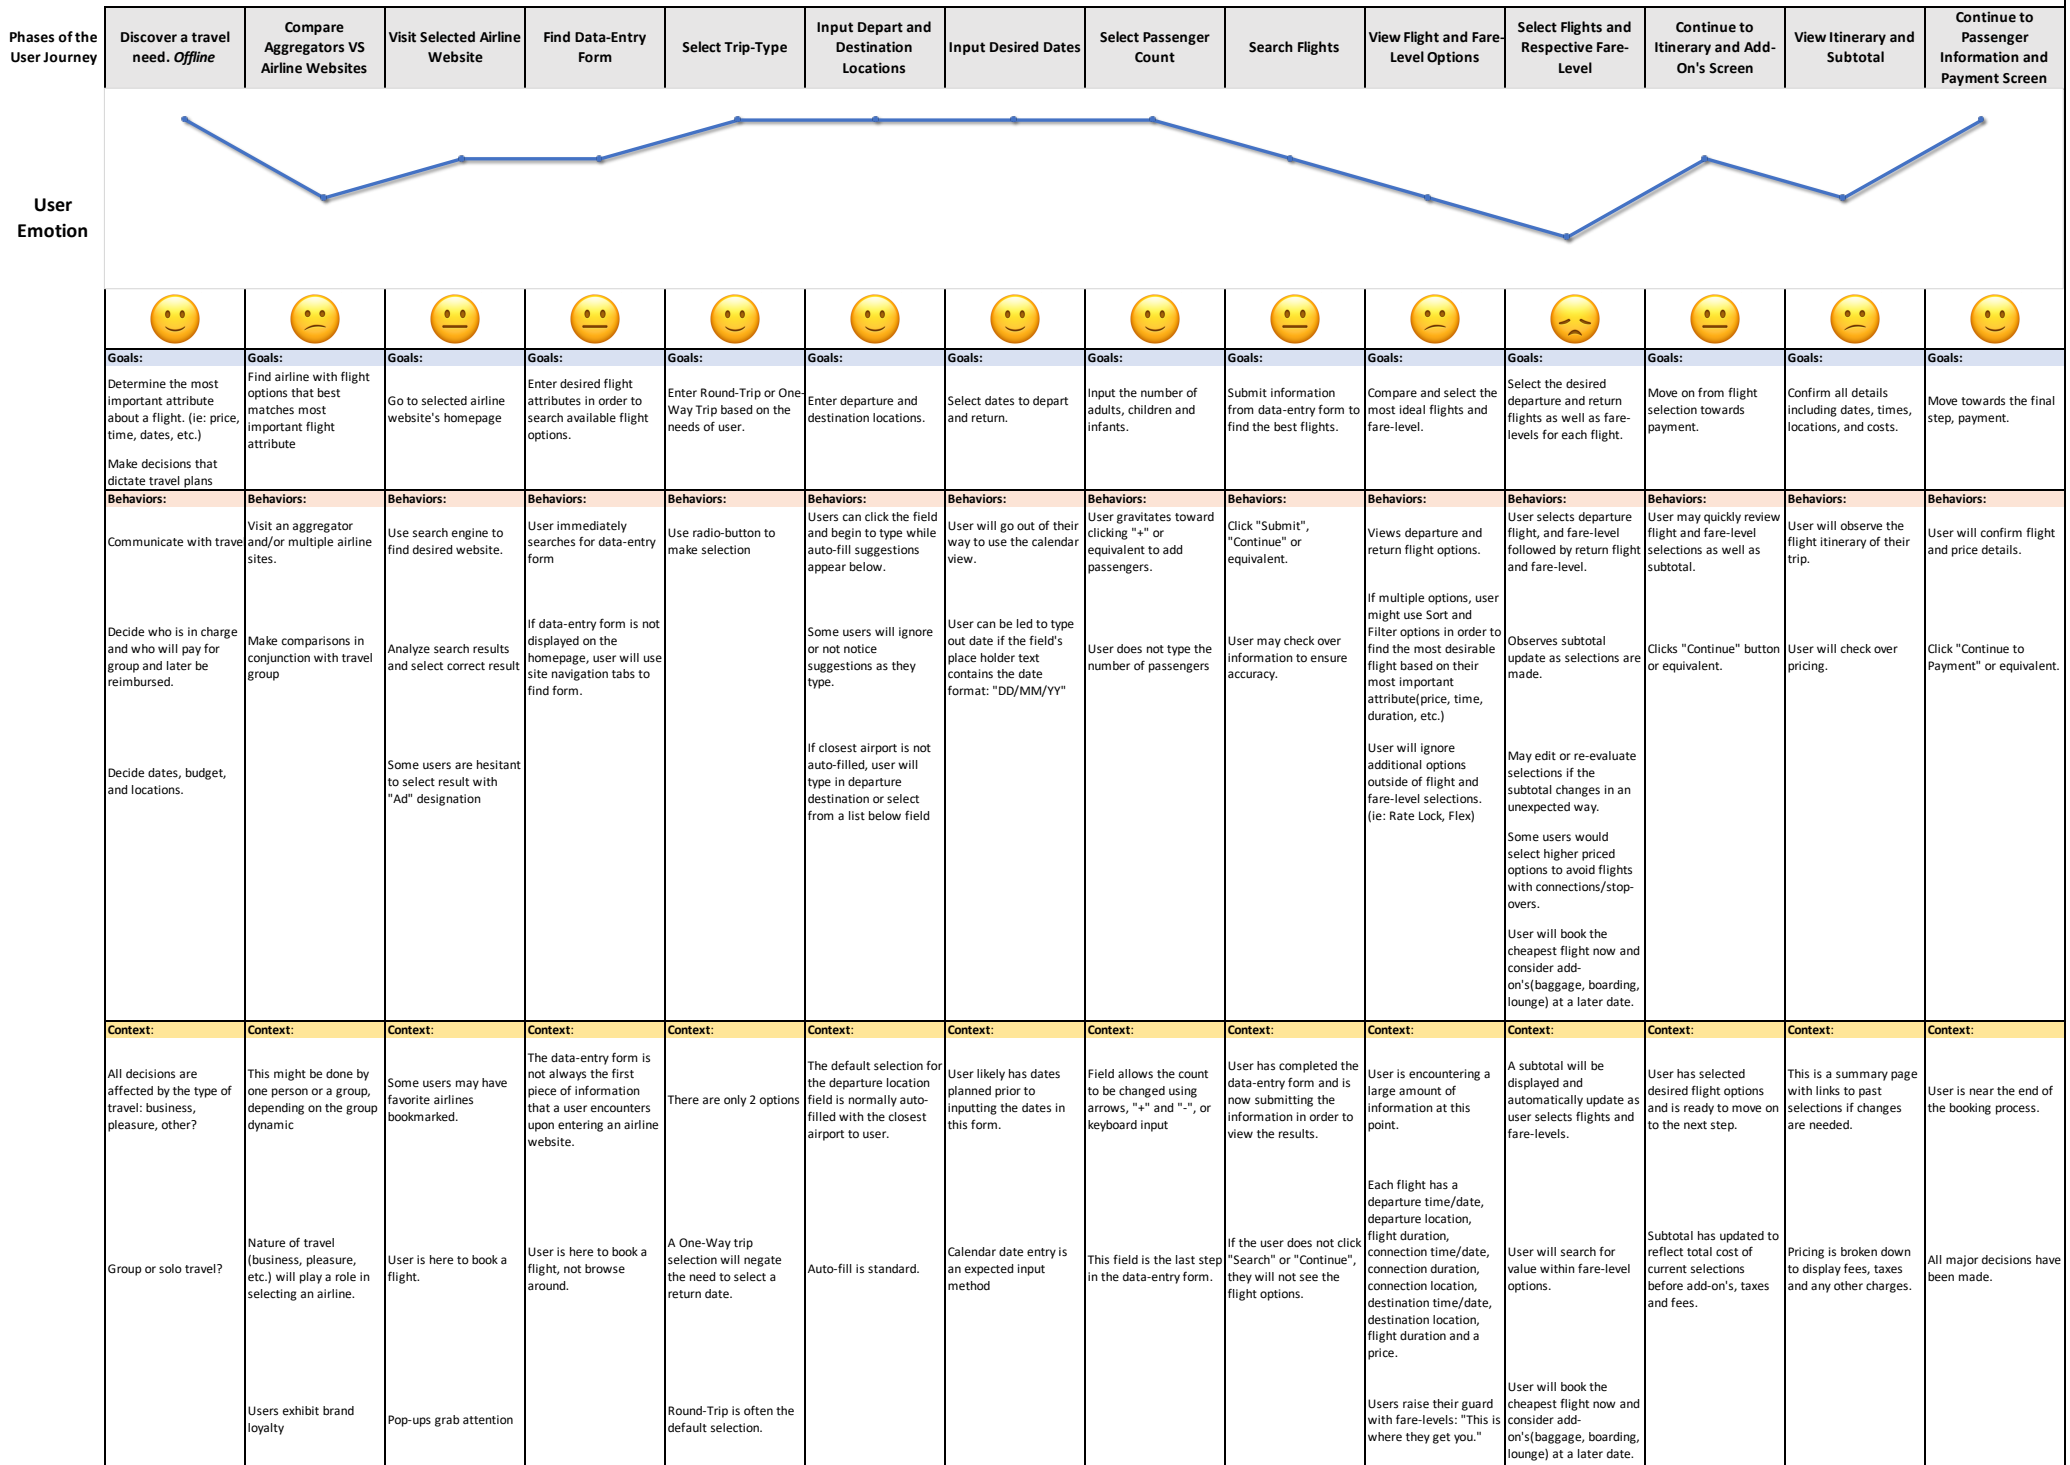 Phases of the
User Journey
Discover a travel
need. Offline
Compare
Aggregators VS
Airline Websites
Visit Selected Airline
Website
Find Data-Entry
Form
Select Trip-Type
Input Depart and
Destination
Locations
Input Desired Dates
Select Passenger
Count
Search Flights
View Flight and Fare-
Level Options
Select Flights and
Respective Fare-
Level
Continue to
Itinerary and Add-
On's Screen
View Itinerary and
Subtotal
Continue to
Passenger
Information and
Payment Screen
User
Emotion
Goals:
Determine the most
important attribute
about a flight. (ie: price,
time, dates, etc.)
Make decisions that
dictate travel plans
Goals:
Find airline with flight
options that best
matches most
important flight
attribute
Goals:
Go to selected airline
website's homepage
Goals:
Enter desired flight
attributes in order to
search available flight
options.
Goals:
Enter Round-Trip or One-
Way Trip based on the
needs of user.
Goals:
Enter departure and
destination locations.
Goals:
Select dates to depart
and return.
Goals:
Input the number of
adults, children and
infants.
Goals:
Submit information
from data-entry form to
find the best flights.
Goals:
Compare and select the
most ideal flights and
fare-level.
Goals:
Select the desired
departure and return
flights as well as fare-
levels for each flight.
Goals:
Move on from flight
selection towards
payment.
Goals:
Confirm all details
including dates, times,
locations, and costs.
Goals:
Move towards the final
step, payment.
Behaviors:
Communicate with trave
Decide who is in charge
and who will pay for
group and later be
reimbursed.
Decide dates, budget,
and locations.
Behaviors:
Visit an aggregator
and/or multiple airline
sites.
Make comparisons in
conjunction with travel
group
Behaviors:
Use search engine to
find desired website.
Analyze search results
and select correct result
Some users are hesitant
to select result with
"Ad" designation
Behaviors:
User immediately
searches for data-entry
form
If data-entry form is not
displayed on the
homepage, user will use
site navigation tabs to
find form.
Behaviors:
Use radio-button to
make selection
Behaviors:
Users can click the field
and begin to type while
auto-fill suggestions
appear below.
Some users will ignore
or not notice
suggestions as they
type.
If closest airport is not
auto-filled, user will
type in departure
destination or select
from a list below field
Behaviors:
User will go out of their
way to use the calendar
view.
User can be led to type
out date if the field's
place holder text
contains the date
format: "DD/MM/YY"
Behaviors:
User gravitates toward
clicking "+" or
equivalent to add
passengers.
User does not type the
number of passengers
Behaviors:
Click "Submit",
"Continue" or
equivalent.
User may check over
information to ensure
accuracy.
Behaviors:
Views departure and
return flight options.
If multiple options, user
might use Sort and
Filter options in order to
find the most desirable
flight based on their
most important
attribute(price, time,
duration, etc.)
User will ignore
additional options
outside of flight and
fare-level selections.
(ie: Rate Lock, Flex)
Behaviors:
User selects departure
flight, and fare-level
followed by return flight
and fare-level.
Observes subtotal
update as selections are
made.
May edit or re-evaluate
selections if the
subtotal changes in an
unexpected way.
Some users would
select higher priced
options to avoid flights
with connections/stop-
overs.
User will book the
cheapest flight now and
consider add-
on's(baggage, boarding,
lounge) at a later date.
Behaviors:
User may quickly review
flight and fare-level
selections as well as
subtotal.
Clicks "Continue" button
or equivalent.
Behaviors:
User will observe the
flight itinerary of their
trip.
User will check over
pricing.
Behaviors:
User will confirm flight
and price details.
Click "Continue to
Payment" or equivalent.
Context:
All decisions are
affected by the type of
travel: business,
pleasure, other?
Group or solo travel?
Context:
This might be done by
one person or a group,
depending on the group
dynamic
Nature of travel
(business, pleasure,
etc.) will play a role in
selecting an airline.
Users exhibit brand
loyalty
Context:
Some users may have
favorite airlines
bookmarked.
User is here to book a
flight.
Pop-ups grab attention
Context:
The data-entry form is
not always the first
piece of information
that a user encounters
upon entering an airline
website.
User is here to book a
flight, not browse
around.
Context:
There are only 2 options
A One-Way trip
selection will negate
the need to select a
return date.
Round-Trip is often the
default selection.
Context:
The default selection for
the departure location
field is normally auto-
filled with the closest
airport to user.
Auto-fill is standard.
Context:
User likely has dates
planned prior to
inputting the dates in
this form.
Calendar date entry is
an expected input
method
Context:
Field allows the count
to be changed using
arrows, "+" and "-", or
keyboard input
This field is the last step
in the data-entry form.
Context:
User has completed the
data-entry form and is
now submitting the
information in order to
view the results.
If the user does not click
"Search" or "Continue",
they will not see the
flight options.
Context:
User is encountering a
large amount of
information at this
point.
Each flight has a
departure time/date,
departure location,
flight duration,
connection time/date,
connection duration,
connection location,
destination time/date,
destination location,
flight duration and a
price.
Users raise their guard
with fare-levels: "This is
where they get you."
Context:
A subtotal will be
displayed and
automatically update as
user selects flights and
fare-levels.
User will search for
value within fare-level
options.
User will book the
cheapest flight now and
consider add-
on's(baggage, boarding,
lounge) at a later date.
Context:
User has selected
desired flight options
and is ready to move on
to the next step.
Subtotal has updated to
reflect total cost of
current selections
before add-on's, taxes
and fees.
Context:
This is a summary page
with links to past
selections if changes
are needed.
Pricing is broken down
to display fees, taxes
and any other charges.
Context:
User is near the end of
the booking process.
All major decisions have
been made.